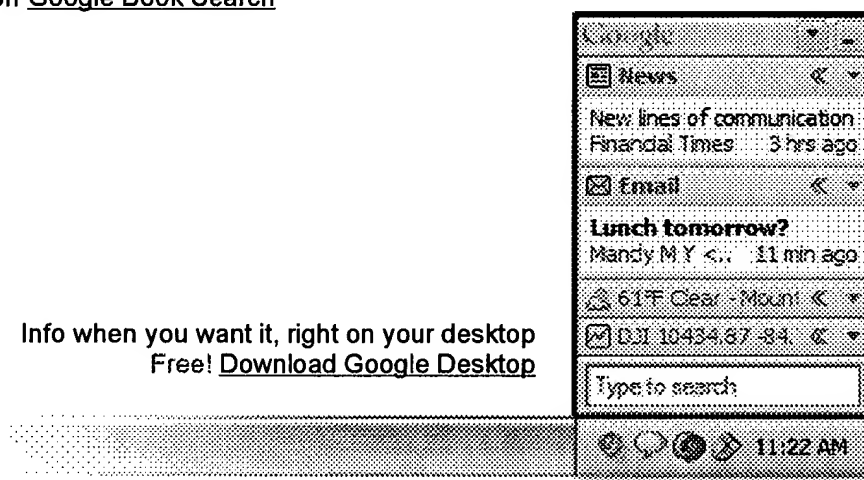 Google Book Search
Google
News
New lines of communication
Financial Times 3 hrs ago
Email
Lunch tomorrow?
Mandy M Y <.. 11 min ago
61°F Clear - Mount
DJI 10434.87 -84.
Info when you want it, right on your desktop
Free! Download Google Desktop
Type to search
11:22 AM